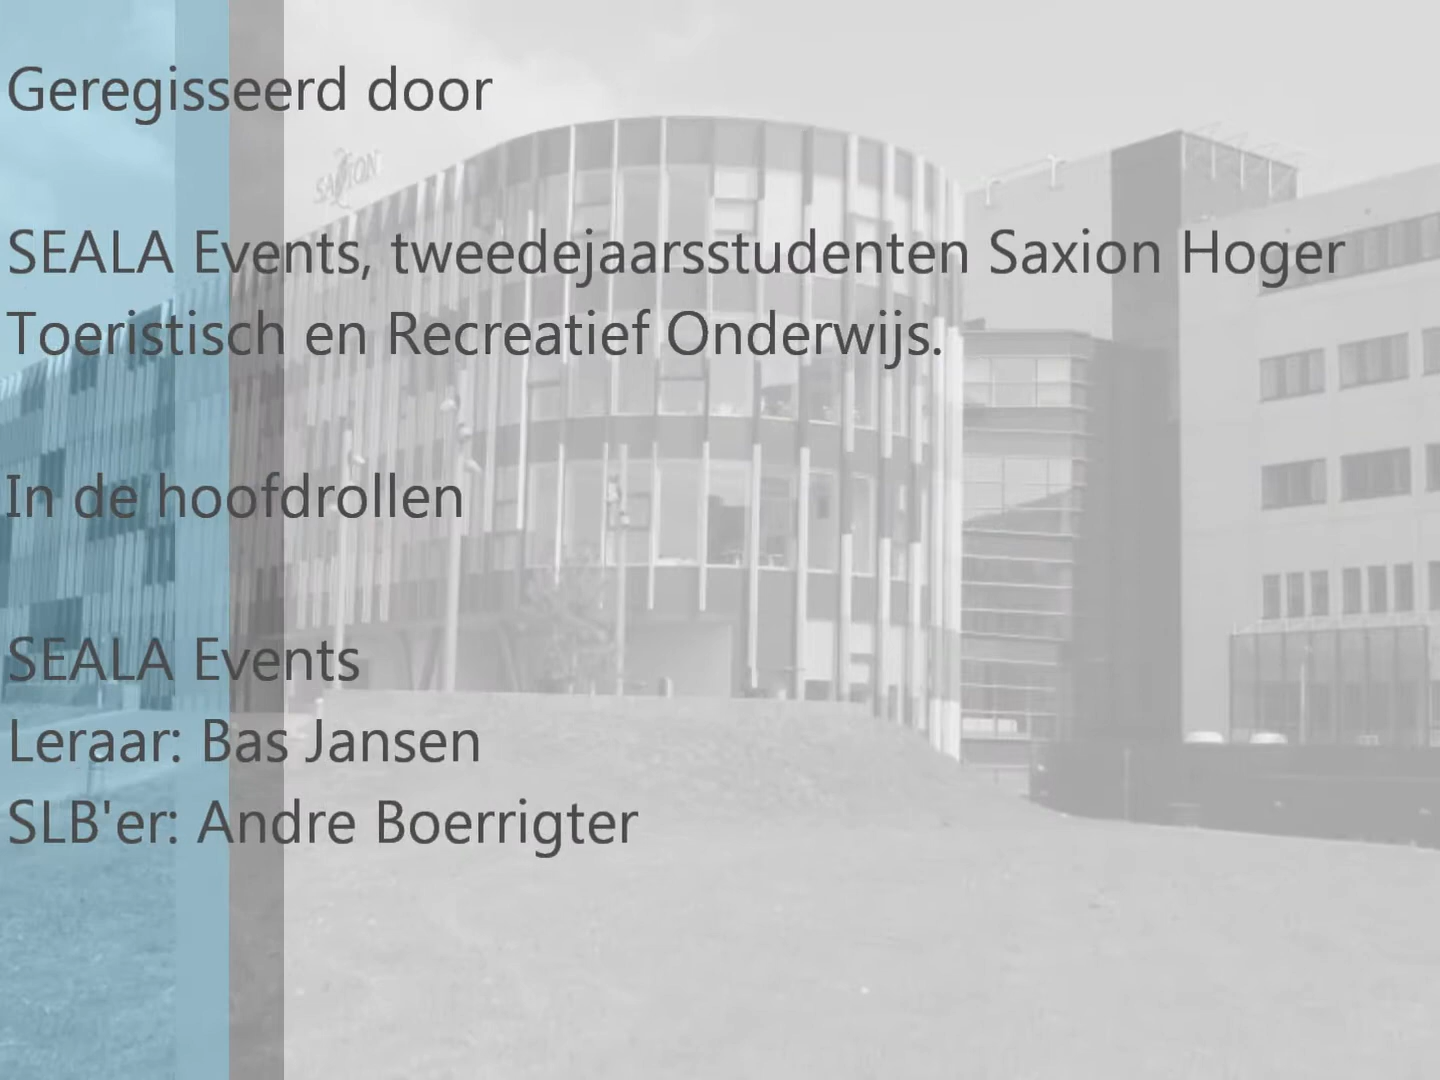 Geregisseerd door
SAXION
SEALA Events, tweedejaarsstudenten Saxion Hoger
Toeristisch en Recreatief Onderwijs.
In de hoofdrollen
SEALA Events
Leraar: Bas Jansen
SLB'er: Andre Boerrigter